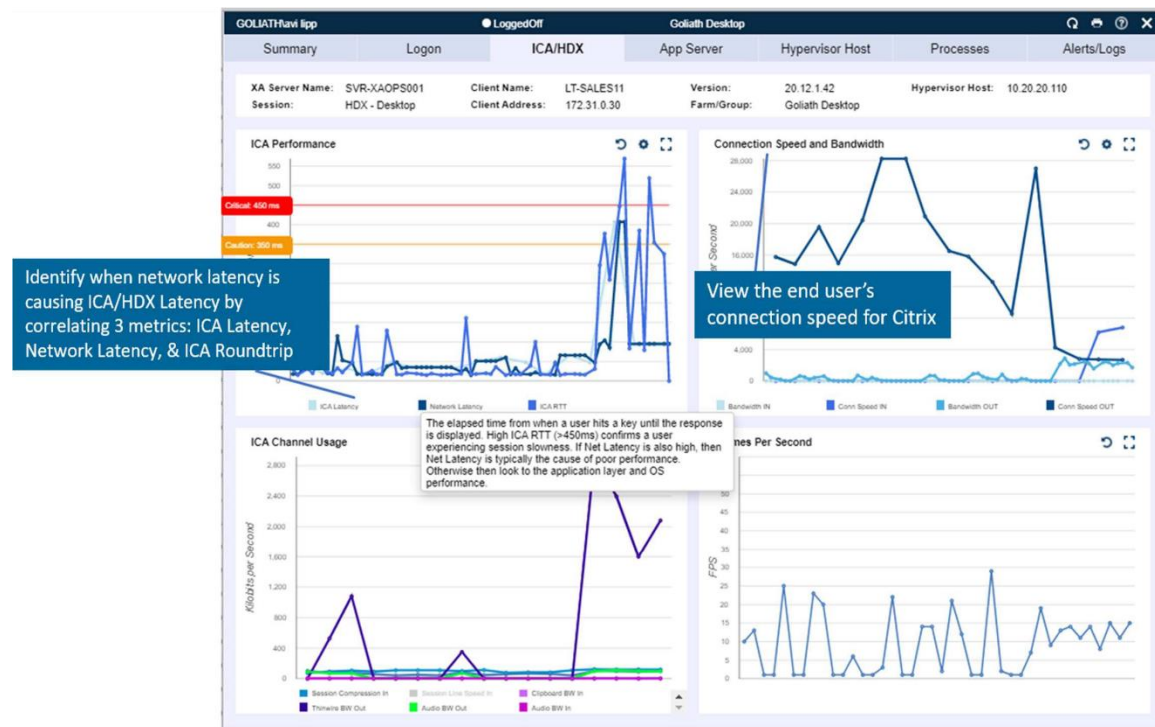 GOLIATH\avi lipp LoggedOff Goliath Desktop
Summary Logon ICA/HDX App Server Hypervisor Host Processes Alerts/Logs
XA Server Name: SVR-XAOPS001 Client Name: LT-SALES11 Version: 20.12.1.42 Hypervisor Host: 10.20.20.110
Session: HDX - Desktop Client Address: 172.31.0.30 Farm/Group: Goliath Desktop
ICA Performance
550
500
Critical: 450 ms
400
Caution: 350 ms
0
ICA Latency Network Latency ICA RTT
Identify when network latency is
causing ICA/HDX Latency by
correlating 3 metrics: ICA Latency,
Network Latency, & ICA Roundtrip
Connection Speed and Bandwidth
28,000
24,000
20,000
16,000
4,000
0
per Second
Bandwidth IN Conn Speed IN Bandwidth OUT Conn Speed OUT
View the end user's
connection speed for Citrix
The elapsed time from when a user hits a key until the response
is displayed. High ICA RTT (>450ms) confirms a user
experiencing session slowness. If Net Latency is also high, then
Net Latency is typically the cause of poor performance.
Otherwise then look to the application layer and OS
performance.
ICA Channel Usage
2,800
2,400
2,000
1,600
1,200
800
400
0
Kilobits per Second
Session Compression In Session Line Speed In Clipboard BW In
Thinwire BW Out Audio BW Out Audio BW In
Per Second
50
45
40
35
30
25
20
15
10
5
0
FPS